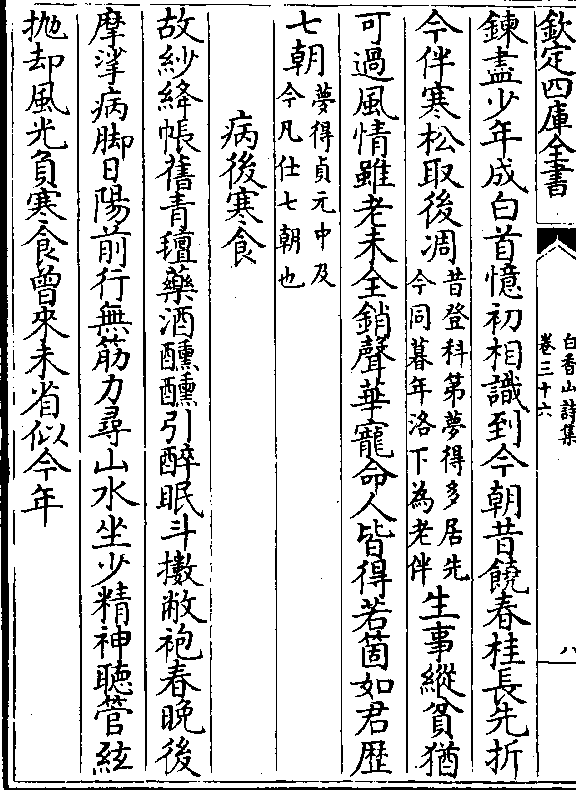 欽定四庫全書
白香山詩集
卷三十六
八
鍊盡少年成白首憶初相識到今朝昔饒春桂長先折
今伴寒松取後凋昔登科第夢得多居先今同暮年洛下為老伴生事縱貧猶
可過風情雖老未全銷聲華寵命人皆得若箇如君歷
七朝夢得貞元中及今凡仕七朝也
病後寒食
故紗絳帳舊青氊藥酒醺醺引醉眠斗擻敝袍春晚後
摩挲病脚日陽前行無筋力尋山水坐少精神聽管絃
拋却風光負寒食曾來未省似今年